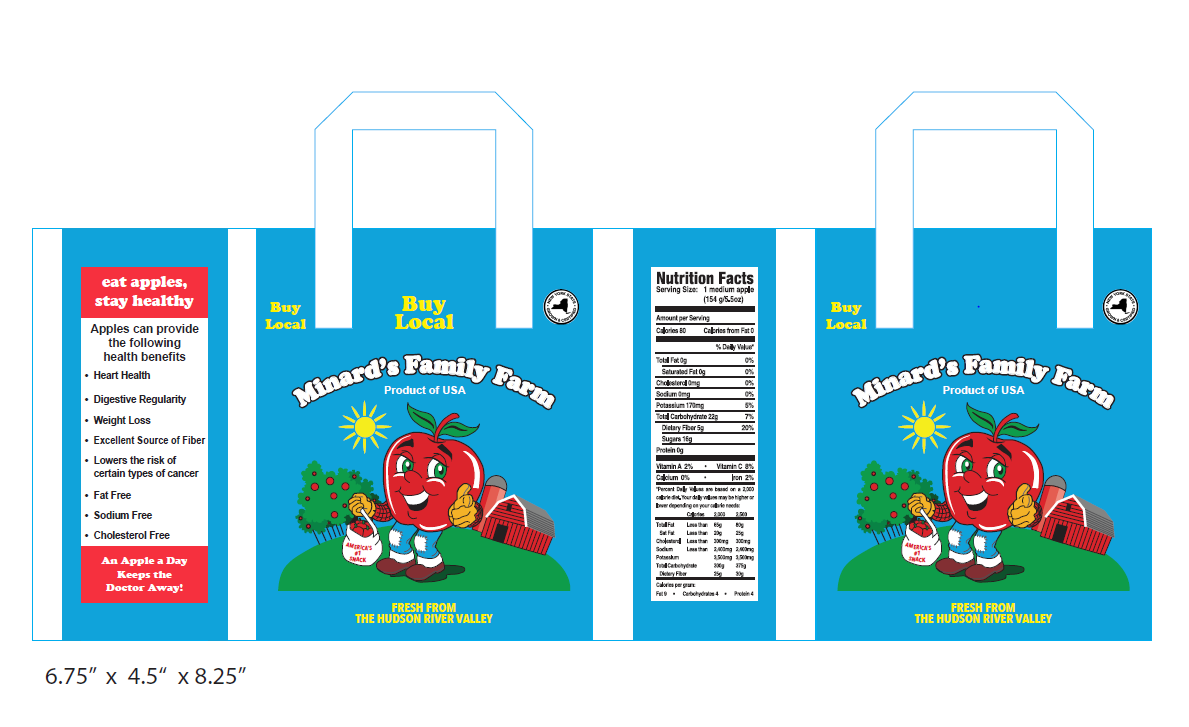 eat apples,
stay healthy
Apples can provide
the following
health benefits
• Heart Health
• Digestive Regularity
• Weight Loss
• Excellent Source of Fiber
• Lowers the risk of
certain types of cancer
• Fat Free
• Sodium Free
• Cholesterol Free
An Apple a Day
Keeps the
Doctor Away!
Buy
Local
Buy
Local
NEW YORK STATE
GROWN & CERTIFIED
Minard's Family Farm
Product of USA
AMERICA'S
#1
SNACK
FRESH FROM
THE HUDSON RIVER VALLEY
Nutrition Facts
Serving Size: 1 medium apple
(154 g/5.5oz)
Amount per Serving
Calories 80 Calories from Fat 0
% Daily Value*
Total Fat 0g 0%
Saturated Fat 0g 0%
Cholesterol 0mg 0%
Sodium 0mg 0%
Potassium 170mg 5%
Total Carbohydrate 22g 7%
Dietary Fiber 5g 20%
Sugars 16g
Protein 0g
Vitamin A 2% • Vitamin C 8%
Calcium 0% • Iron 2%
*Percent Daily Values are based on a 2,000
calorie diet. Your daily values may be higher or
lower depending on your calorie needs:
Calories 2,000 2,500
Total Fat Less than 65g 80g
Sat Fat Less than 20g 25g
Cholesterol Less than 300mg 300mg
Sodium Less than 2,400mg 2,400mg
Potassium 3,500mg 3,500mg
Total Carbohydrate 300g 375g
Dietary Fiber 25g 30g
Calories per gram:
Fat 9 • Carbohydrates 4 • Protein 4
Buy
Local
NEW YORK STATE
GROWN & CERTIFIED
Minard's Family Farm
Product of USA
AMERICA'S
#1
SNACK
FRESH FROM
THE HUDSON RIVER VALLEY
6.75” x 4.5“ x 8.25”